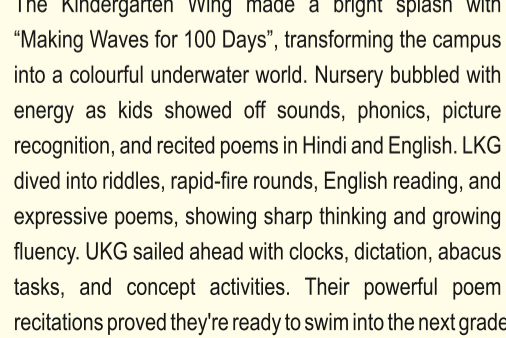 The Kindergarten Wing made a bright splash with
“Making Waves for 100 Days”, transforming the campus
into a colourful underwater world. Nursery bubbled with
energy as kids showed off sounds, phonics, picture
recognition, and recited poems in Hindi and English. LKG
dived into riddles, rapid-fire rounds, English reading, and
expressive poems, showing sharp thinking and growing
fluency. UKG sailed ahead with clocks, dictation, abacus
tasks, and concept activities. Their powerful poem
recitations proved they're ready to swim into the next grade